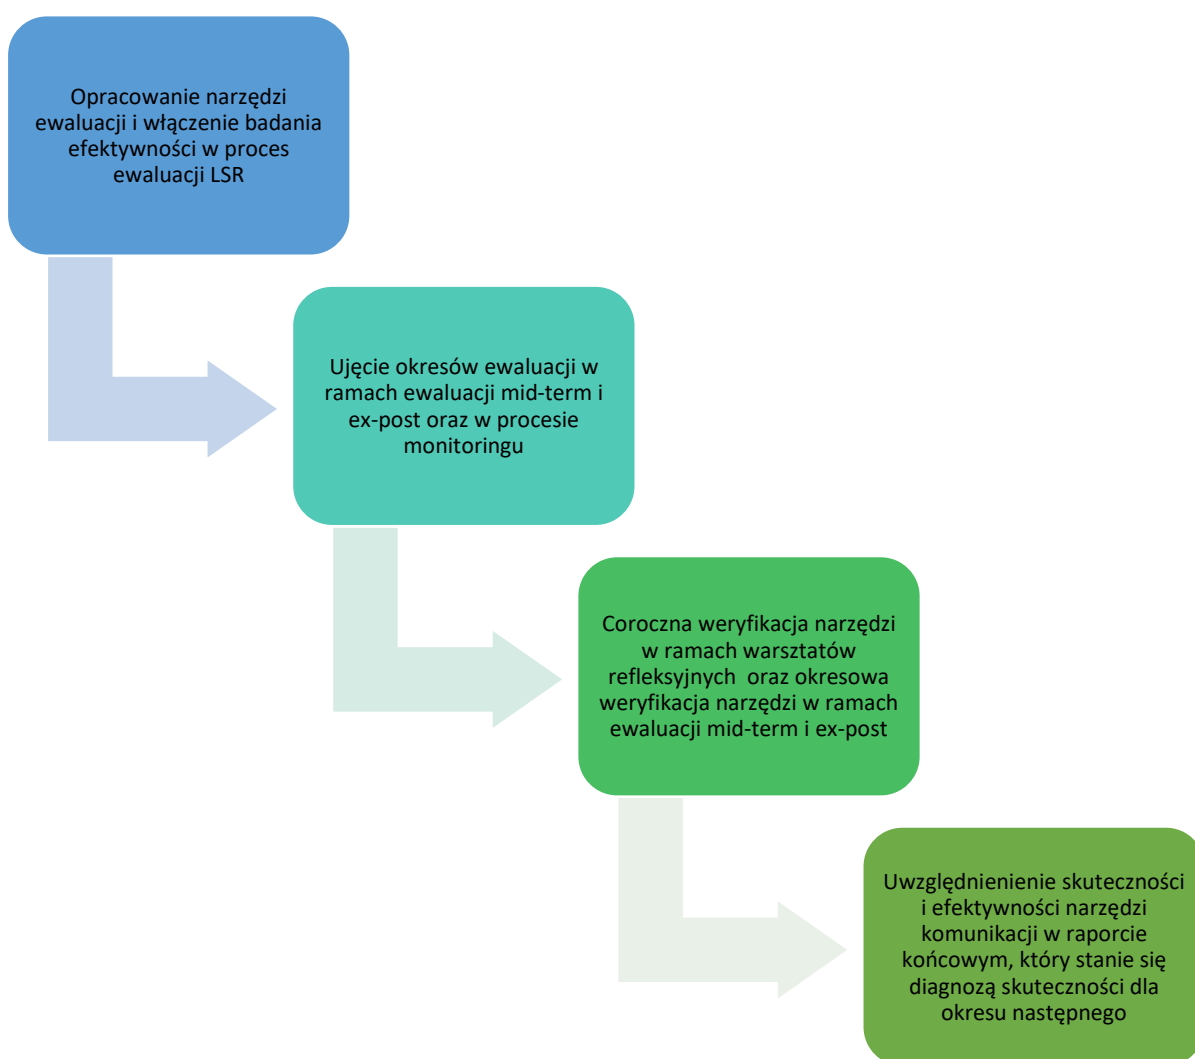 Opracowanie narzędzi
ewaluacji i włączenie badania
efektywności w proces
ewaluacji LSR
Ujęcie okresów ewaluacji w
ramach ewaluacji mid-term i
ex-post oraz w procesie
monitoringu
Coroczna weryfikacja narzędzi
w ramach warsztatów
refleksyjnych  oraz okresowa
weryfikacja narzędzi w ramach
ewaluacji mid-term i ex-post
Uwzględnienienie skuteczności
i efektywności narzędzi
komunikacji w raporcie
końcowym, który stanie się
diagnozą skuteczności dla
okresu następnego